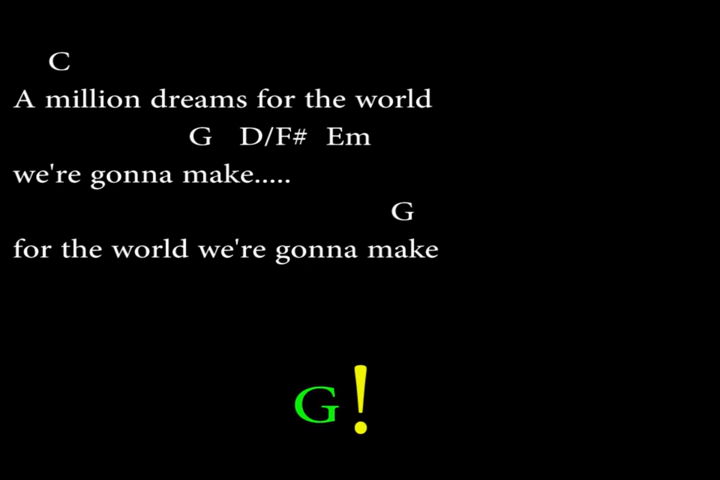 C
A million dreams for the world
G D/F# Em
we're gonna make.....
G
for the world we're gonna make
G!